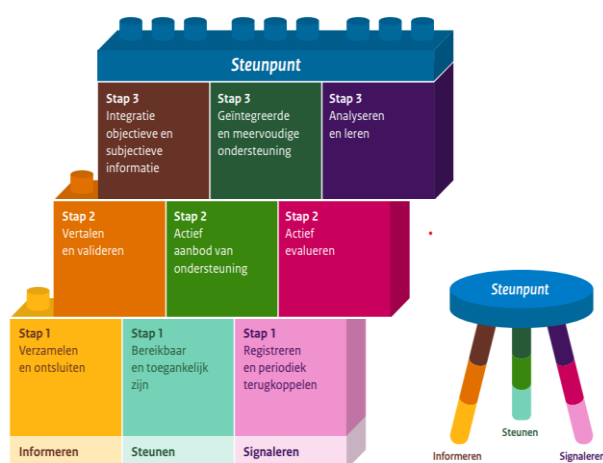 Steunpunt
Stap 3
Integratie
objectieve en
subjectieve
informatie
Stap 3
Geïntegreerde
en meervoudige
ondersteuning
Stap 3
Analyseren
en leren
Stap 2
Vertalen
en valideren
Stap 2
Actief
aanbod van
ondersteuning
Stap 2
Actief
evalueren
Stap 1
Verzamelen
en ontsluiten
Stap 1
Bereikbaar
en toegankelijk
zijn
Stap 1
Registreren
en periodiek
terugkoppelen
Informeren
Steunen
Signaleren
Steunpunt
Informeren
Steunen
Signaleren